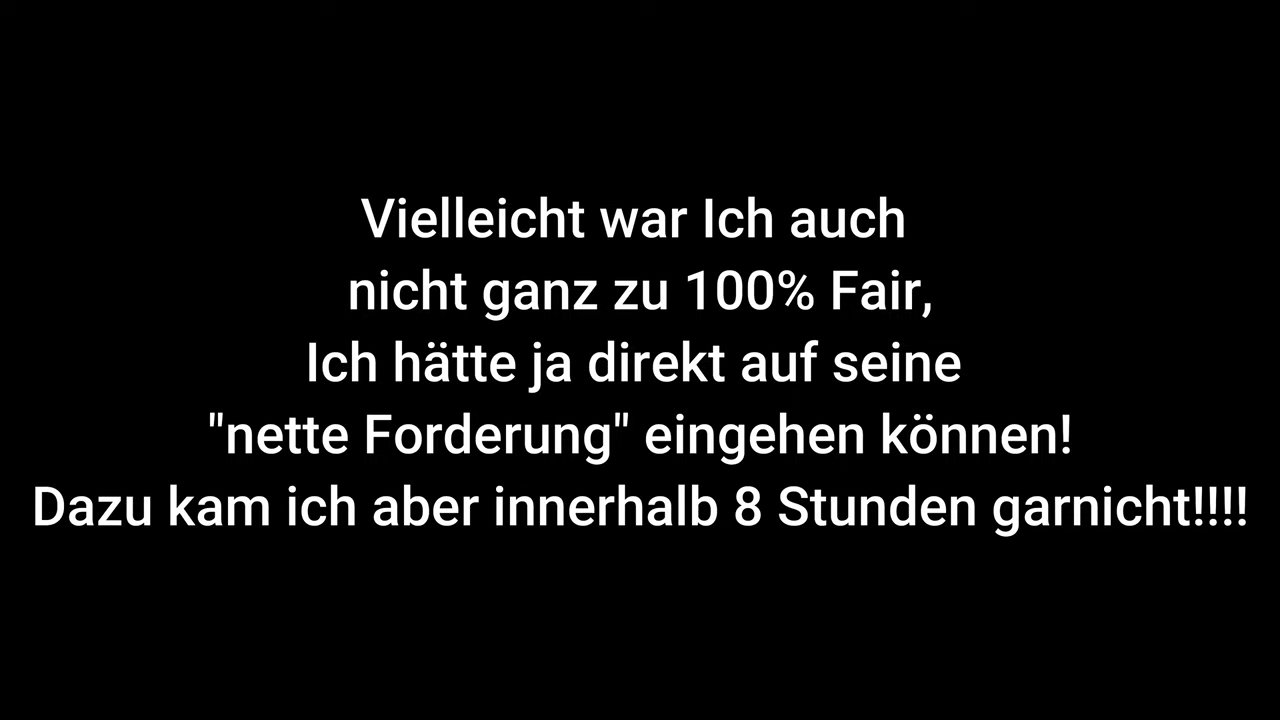 Vielleicht war Ich auch
nicht ganz zu 100% Fair,
Ich hätte ja direkt auf seine
"nette Forderung" eingehen können!
Dazu kam ich aber innerhalb 8 Stunden garnicht!!!!